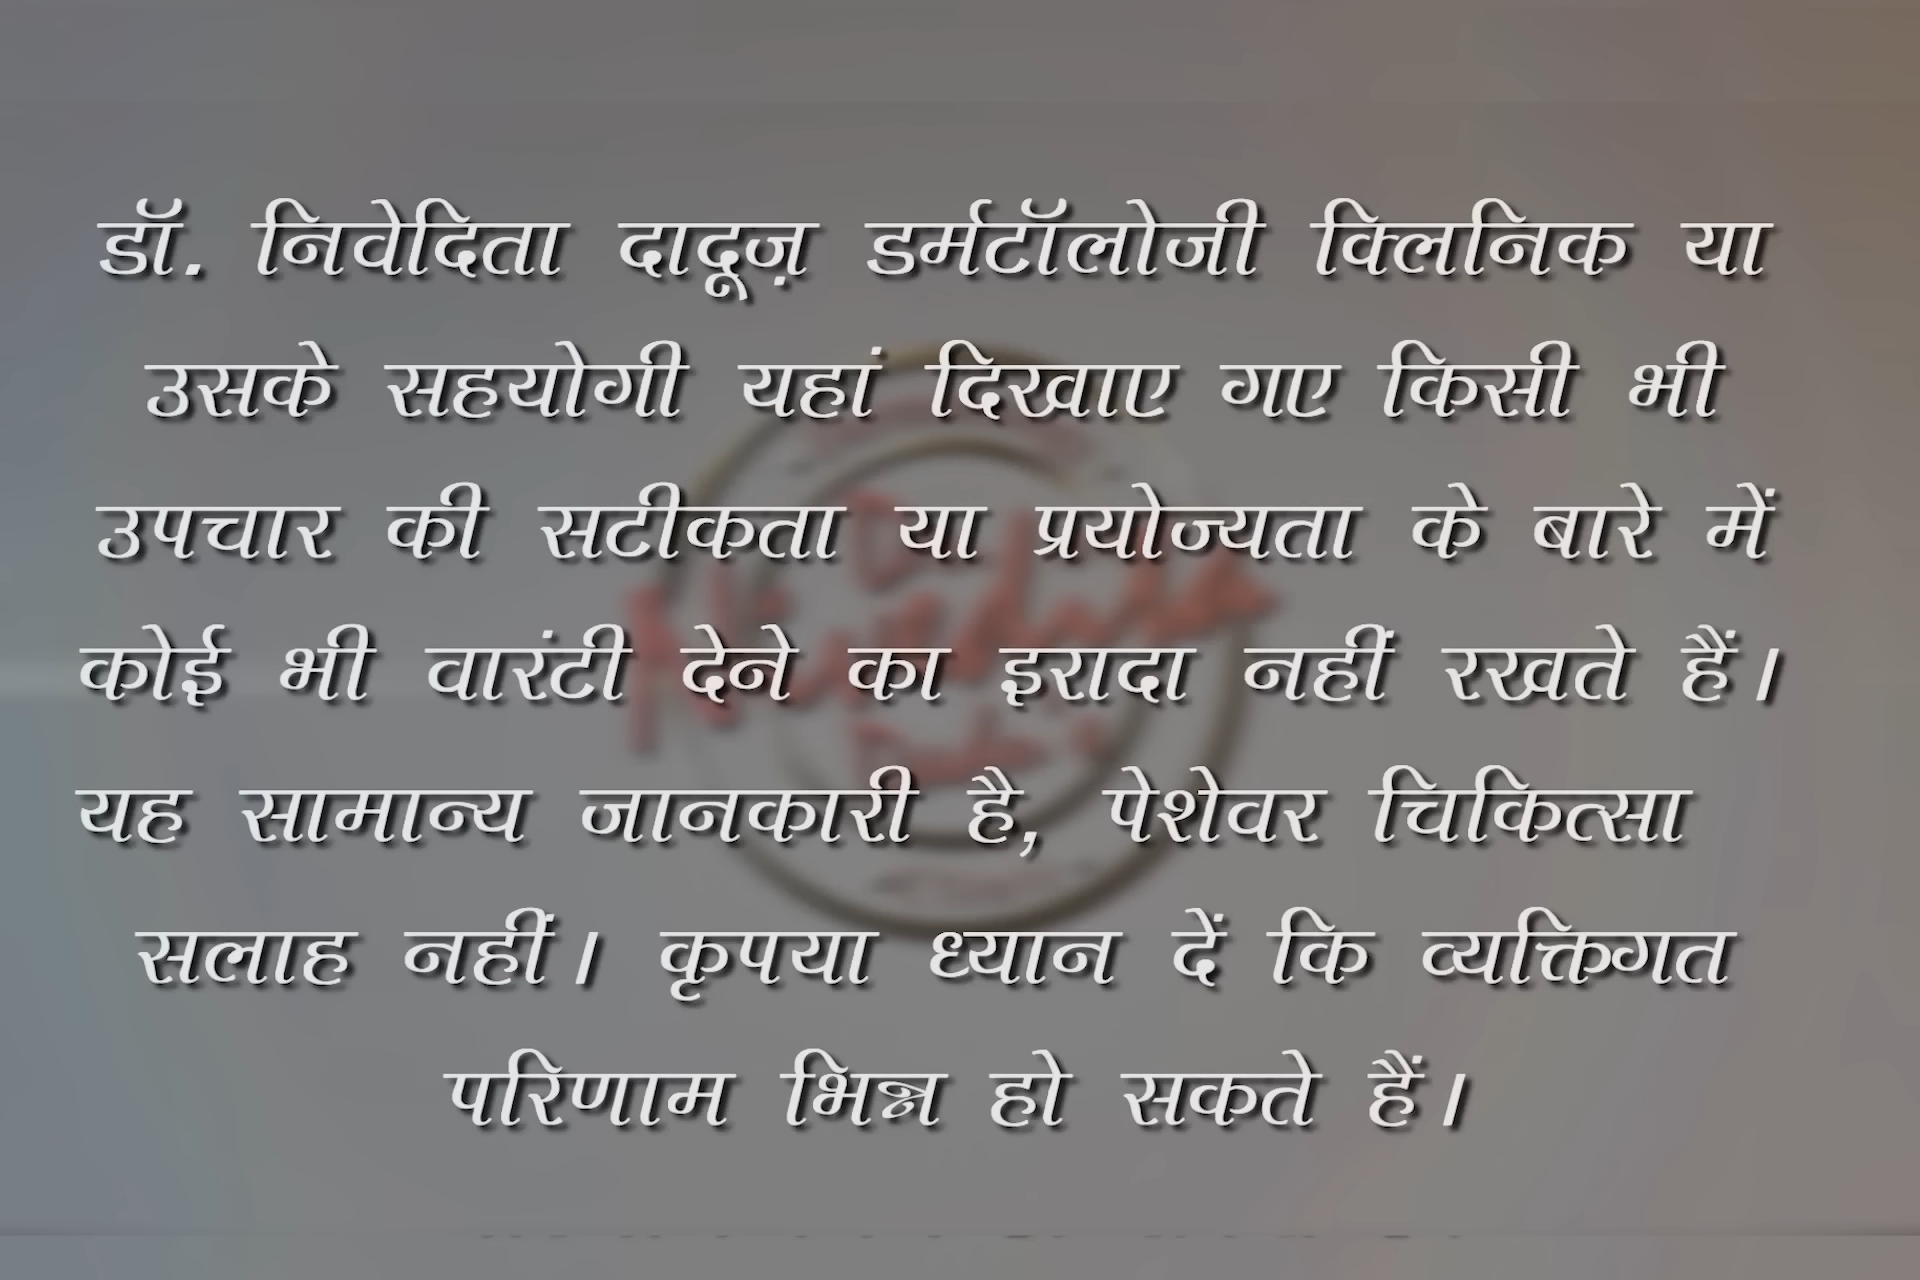 डॉ. निवेदिता दादूज़ डर्मटॉलोजी क्लिनिक या
उसके सहयोगी यहां दिखाए गए किसी भी
उपचार की सटीकता या प्रयोज्यता के बारे में
कोई भी वारंटी देने का इरादा नहीं रखते हैं।
यह सामान्य जानकारी है, पेशेवर चिकित्सा
सलाह नहीं। कृपया ध्यान दें कि व्यक्तिगत
परिणाम भिन्न हो सकते हैं।